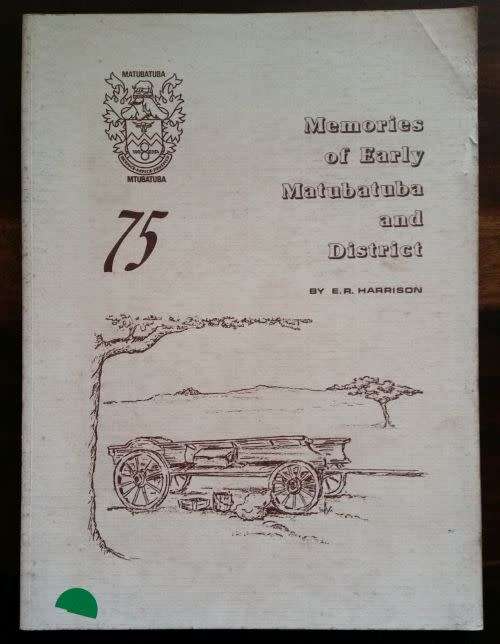 MATUBATUBA
MTUBATUBA
75
Memories
of Early
Matubatuba
and
District
BY E.R. HARRISON